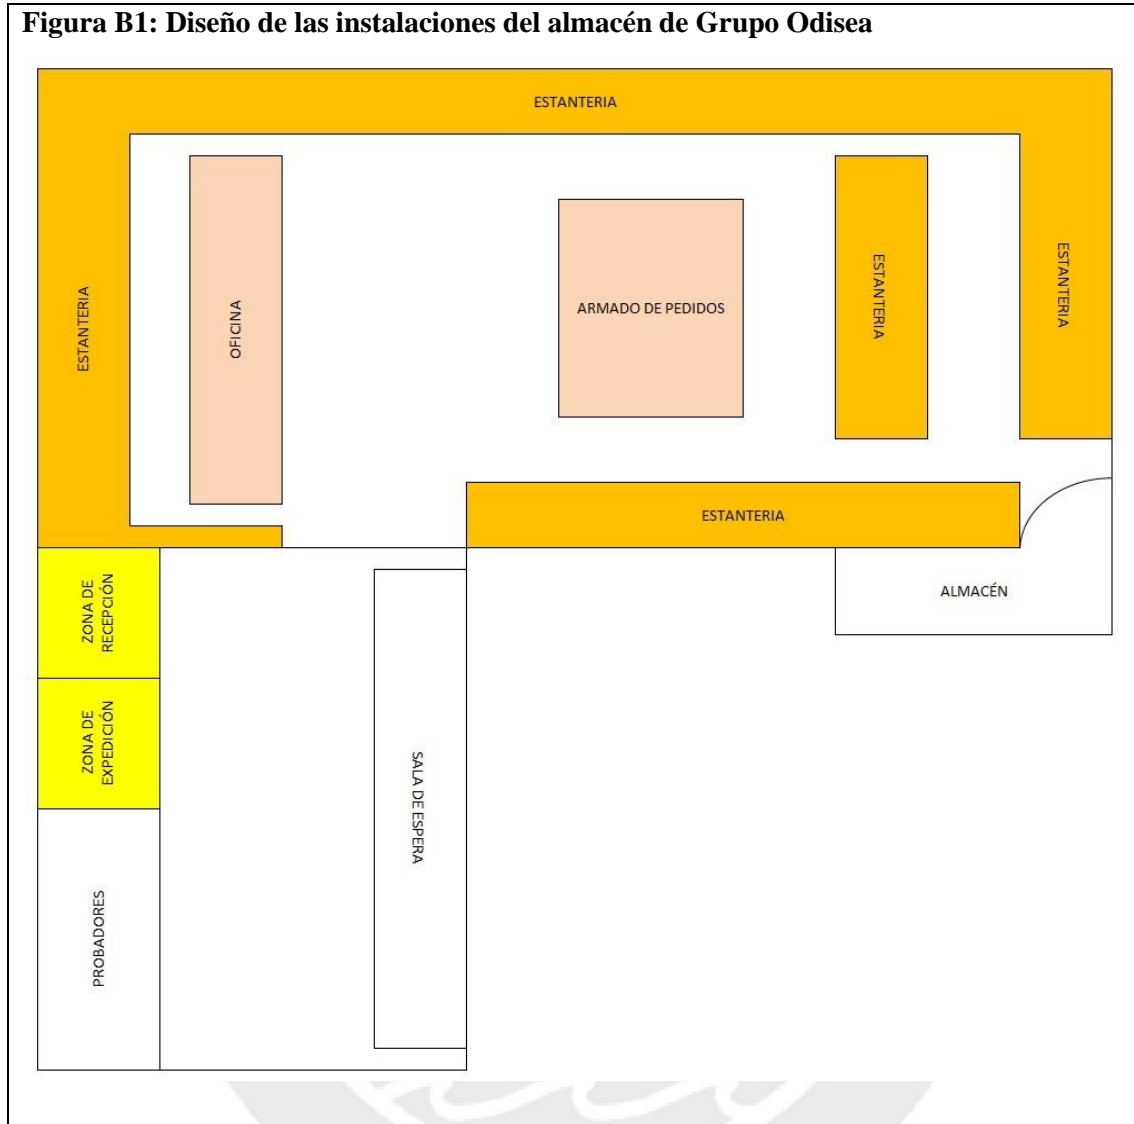 Figura B1: Diseño de las instalaciones del almacén de Grupo Odisea
ESTANTERIA
ESTANTERIA
OFICINA
ARMADO DE PEDIDOS
ESTANTERIA
ESTANTERIA
ESTANTERIA
ZONA DE
RECEPCIÓN
ALMACÉN
ZONA DE
EXPEDICIÓN
SALA DE ESPERA
PROBADORES